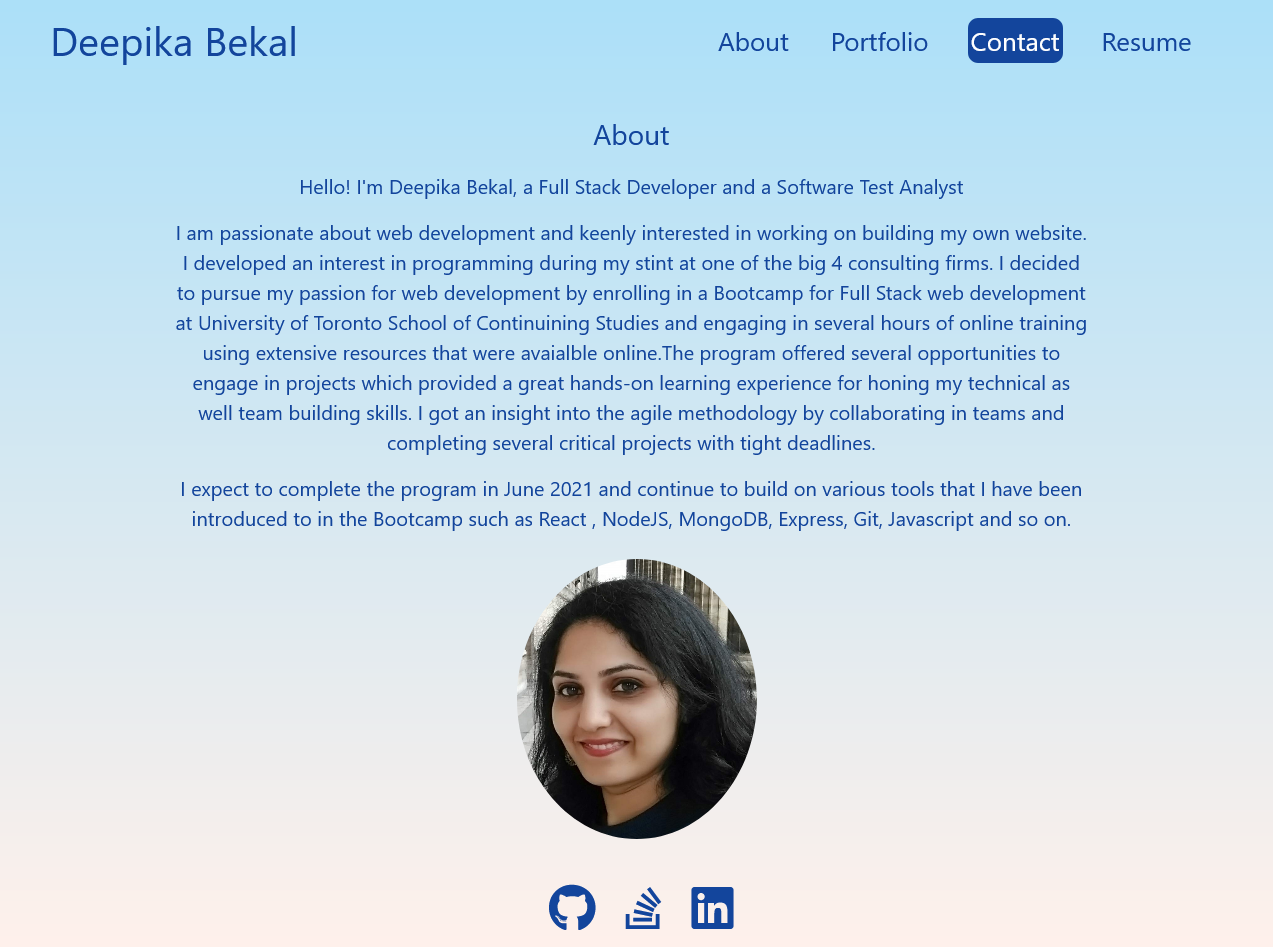 Deepika Bekal
About
Portfolio
Contact
Resume
About
Hello! I'm Deepika Bekal, a Full Stack Developer and a Software Test Analyst
I am passionate about web development and keenly interested in working on building my own website.
I developed an interest in programming during my stint at one of the big 4 consulting firms. I decided
to pursue my passion for web development by enrolling in a Bootcamp for Full Stack web development
at University of Toronto School of Continuining Studies and engaging in several hours of online training
using extensive resources that were avaialble online.The program offered several opportunities to
engage in projects which provided a great hands-on learning experience for honing my technical as
well team building skills. I got an insight into the agile methodology by collaborating in teams and
completing several critical projects with tight deadlines.
I expect to complete the program in June 2021 and continue to build on various tools that I have been
introduced to in the Bootcamp such as React , NodeJS, MongoDB, Express, Git, Javascript and so on.
in